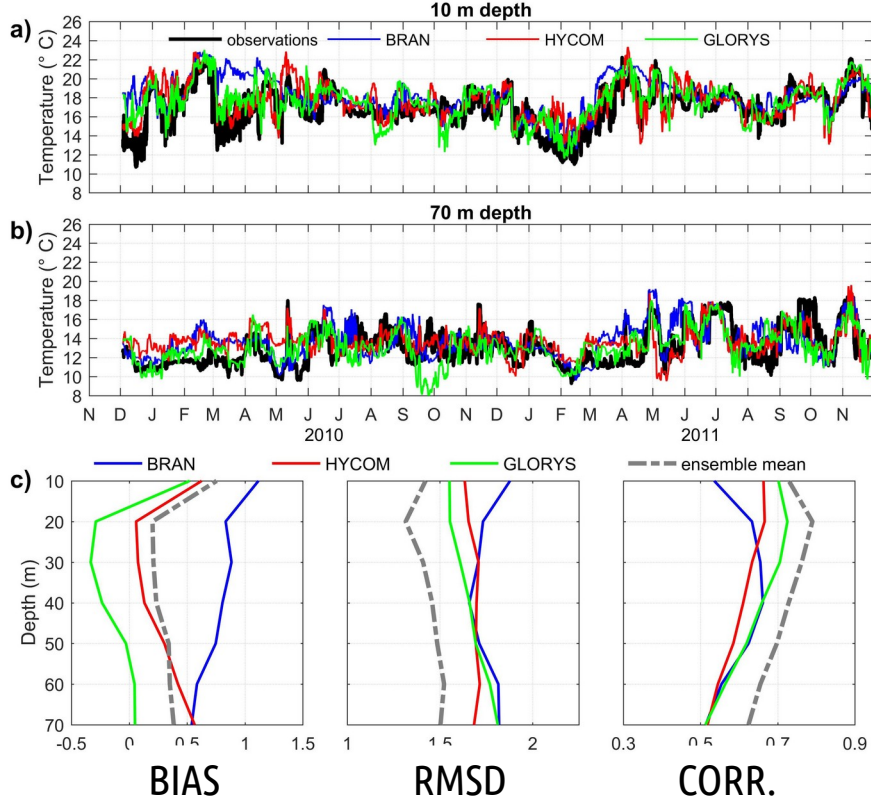 10 m depth
a)
observations BRAN HYCOM GLORYS
Temperature (° C)
26
24
22
20
18
16
14
12
10
8
N D J F M A M J J A S O N D J F M A M J J A S O N
70 m depth
b)
Temperature (° C)
26
24
22
20
18
16
14
12
10
8
N D J F M A M J J A S O N D J F M A M J J A S O N
2010 2011
BRAN HYCOM GLORYS ensemble mean
c)
Depth (m)
10
20
30
40
50
60
70
-0.5 0 0.5 1 1.5
1 1.5 2
0.3 0.5 0.7 0.9
BIAS RMSD CORR.